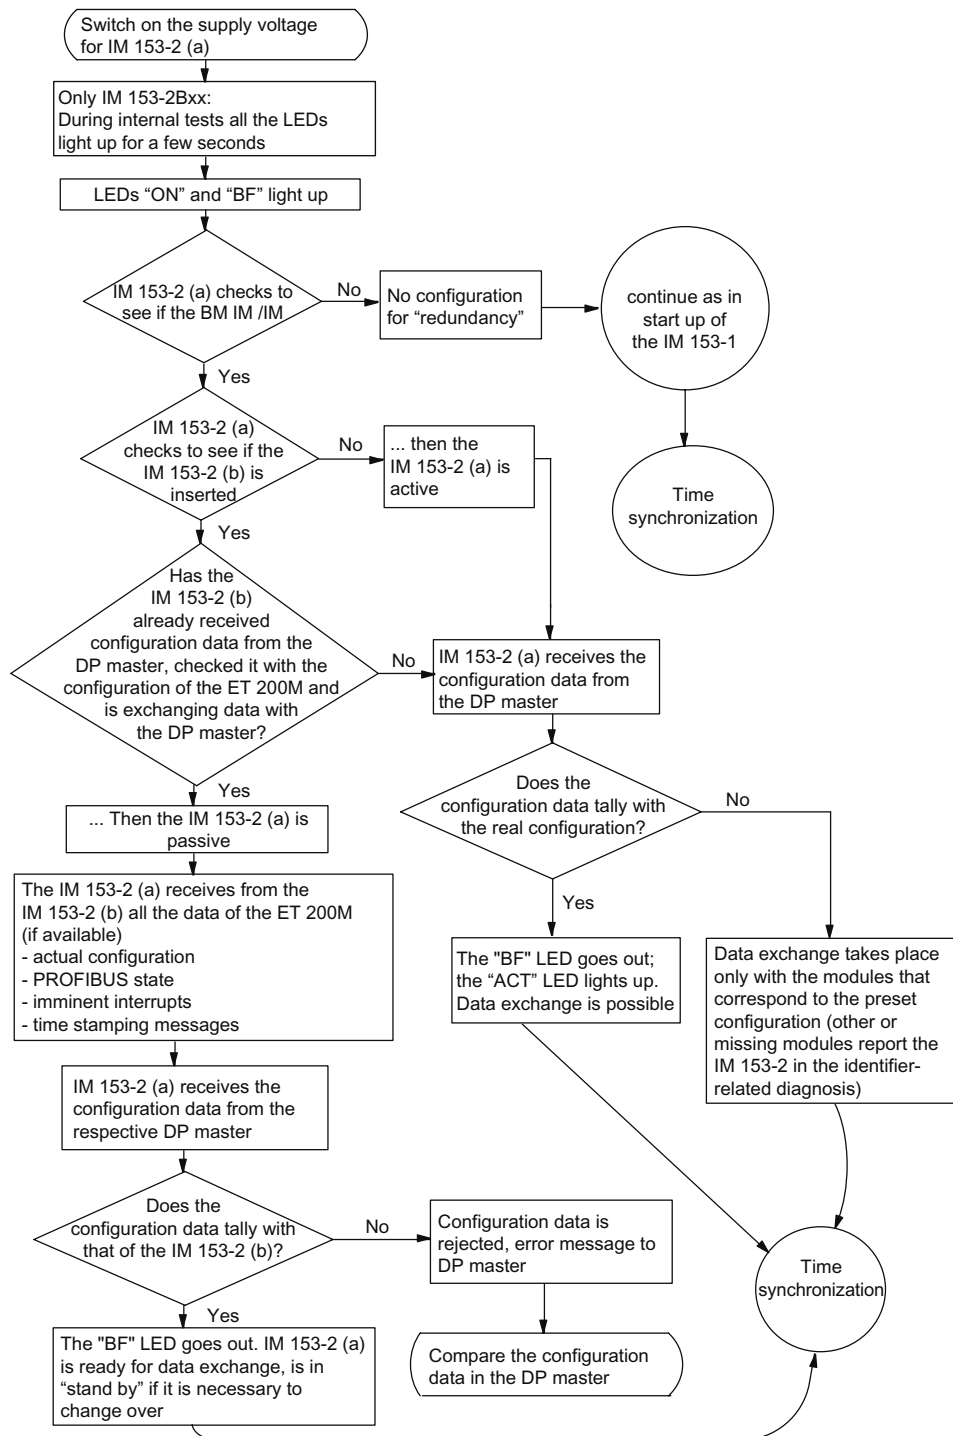 Switch on the supply voltage
for IM 153-2 (a)
Only IM 153-2Bxx:
During internal tests all the LEDs
light up for a few seconds
LEDs “ON” and “BF” light up
IM 153-2 (a) checks to
see if the BM IM /IM
No
No configuration
for “redundancy”
continue as in
start up of
the IM 153-1
Yes
IM 153-2 (a)
checks to see if the
IM 153-2 (b) is
inserted
No
... then the
IM 153-2 (a) is
active
Time
synchronization
Yes
Has the
IM 153-2 (b)
already received
configuration data from the
DP master, checked it with the
configuration of the ET 200M and
is exchanging data with
the DP master?
No
IM 153-2 (a) receives the
configuration data from
the DP master
Yes
Does the
configuration data tally with
the real configuration?
No
... Then the IM 153-2 (a) is
passive
The IM 153-2 (a) receives from the
IM 153-2 (b) all the data of the ET 200M
(if available)
- actual configuration
- PROFIBUS state
- imminent interrupts
- time stamping messages
Yes
The "BF" LED goes out;
the “ACT” LED lights up.
Data exchange is possible
Data exchange takes place
only with the modules that
correspond to the preset
configuration (other or
missing modules report the
IM 153-2 in the identifier-
related diagnosis)
IM 153-2 (a) receives the
configuration data from the
respective DP master
Does the
configuration data tally with
that of the IM 153-2 (b)?
No
Configuration data is
rejected, error message to
DP master
Time
synchronization
Yes
The "BF" LED goes out. IM 153-2 (a)
is ready for data exchange, is in
“stand by” if it is necessary to
change over
Compare the configuration
data in the DP master